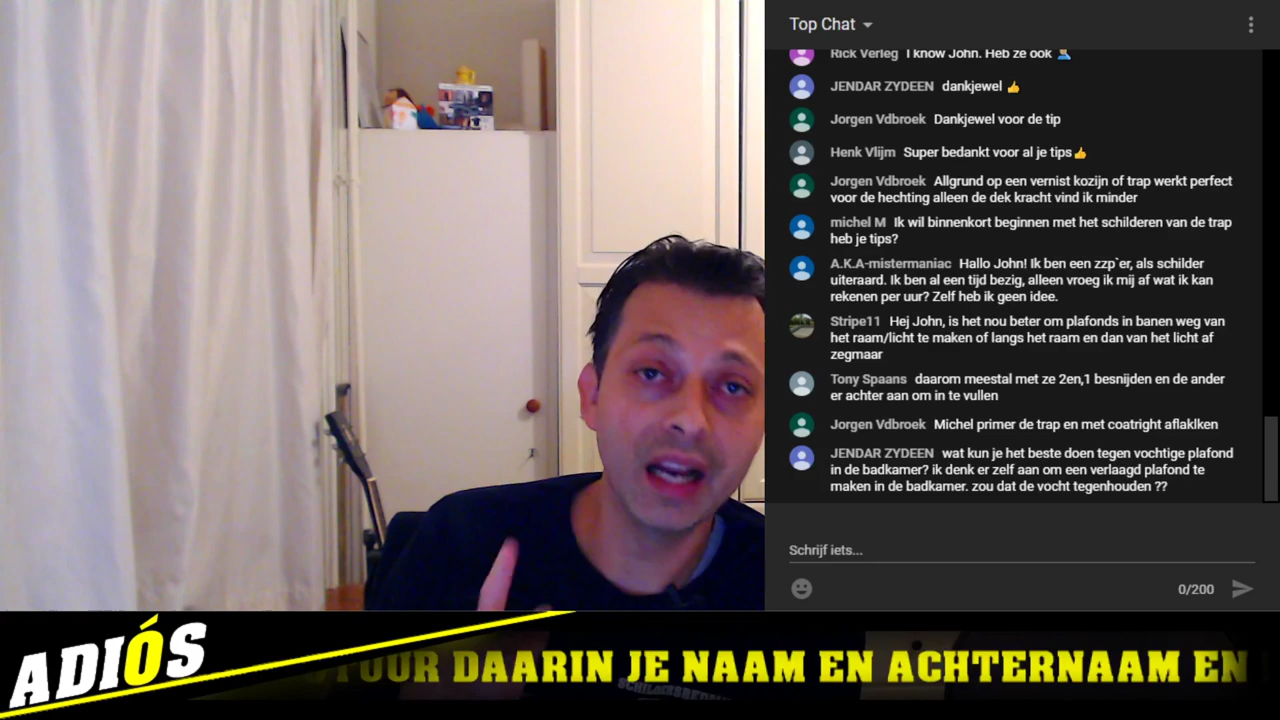 Top Chat
Rick Verleg I know John. Heb ze ook
JENDAR ZYDEEN dankjewel 👍
Jorgen Vdbroek Dankjewel voor de tip
Henk Vlijm Super bedankt voor al je tips👍
Jorgen Vdbroek Allgrund op een vernist kozijn of trap werkt perfect
voor de hechting alleen de dek kracht vind ik minder
michel M Ik wil binnenkort beginnen met het schilderen van de trap
heb je tips?
A.K.A-mistermaniac Hallo John! Ik ben een zzp`er, als schilder
uiteraard. Ik ben al een tijd bezig, alleen vroeg ik mij af wat ik kan
rekenen per uur? Zelf heb ik geen idee.
Stripe11 Hej John, is het nou beter om plafonds in banen weg van
het raam/licht te maken of langs het raam en dan van het licht af
zegmaar
Tony Spaans daarom meestal met ze 2en,1 besnijden en de ander
er achter aan om in te vullen
Jorgen Vdbroek Michel primer de trap en met coatright aflaklken
JENDAR ZYDEEN wat kun je het beste doen tegen vochtige plafond
in de badkamer? ik denk er zelf aan om een verlaagd plafond te
maken in de badkamer. zou dat de vocht tegenhouden ??
Schrijf iets...
0/200
ADIÓS
DAARIN JE NAAM EN ACHTERNAAM EN